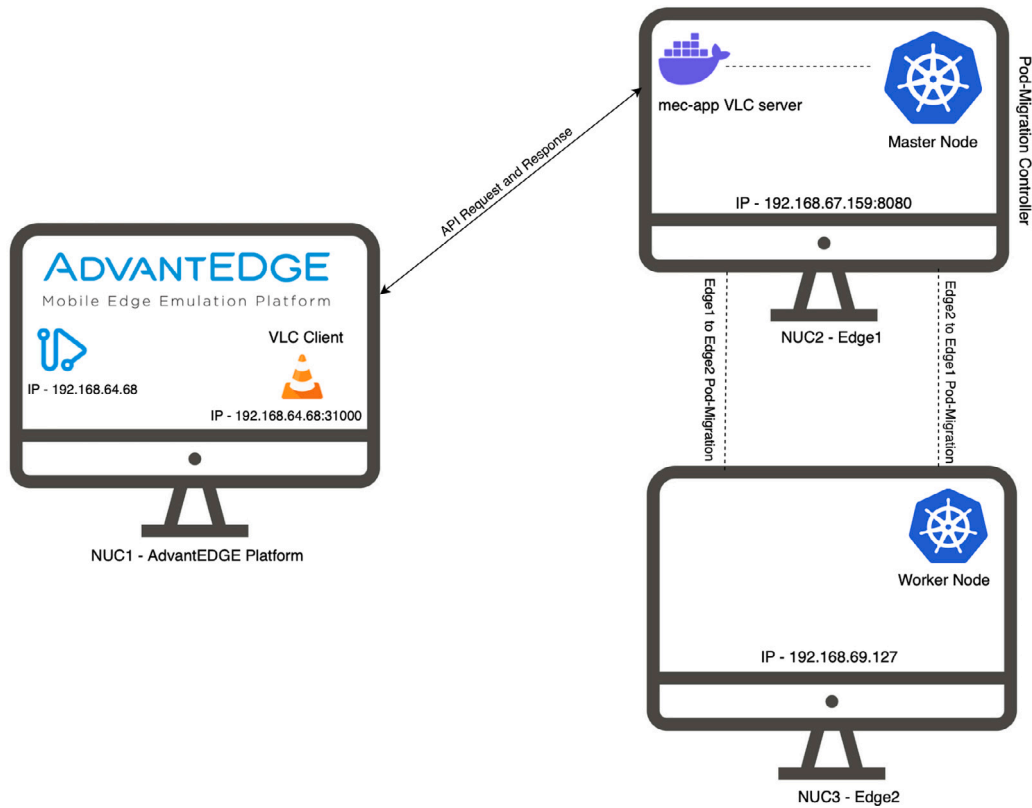 ADVANTEDGE
Mobile Edge Emulation Platform
VLC Client
IP - 192.168.64.68
IP - 192.168.64.68:31000
NUC1 - AdvantEDGE Platform
API Request and Response
mec-app VLC server
Master Node
IP - 192.168.67.159:8080
Pod-Migration Controller
NUC2 - Edge1
Edge1 to Edge2 Pod-Migration
Edge2 to Edge1 Pod-Migration
Worker Node
IP - 192.168.69.127
NUC3 - Edge2